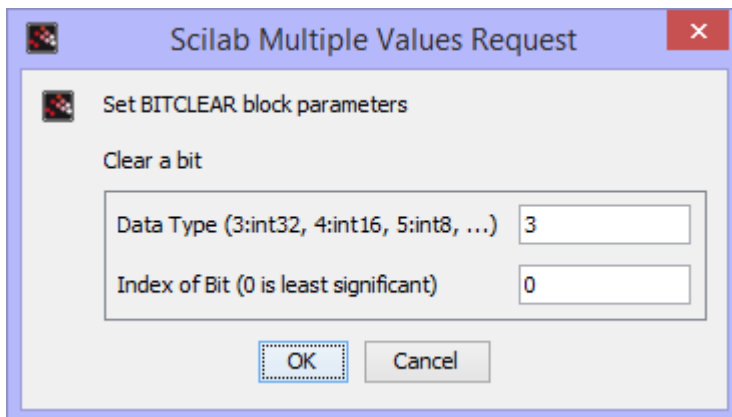 Scilab Multiple Values Request
Set BITCLEAR block parameters
Clear a bit
Data Type (3:int32, 4:int16, 5:int8, ...) 3
Index of Bit (0 is least significant) 0
OK Cancel